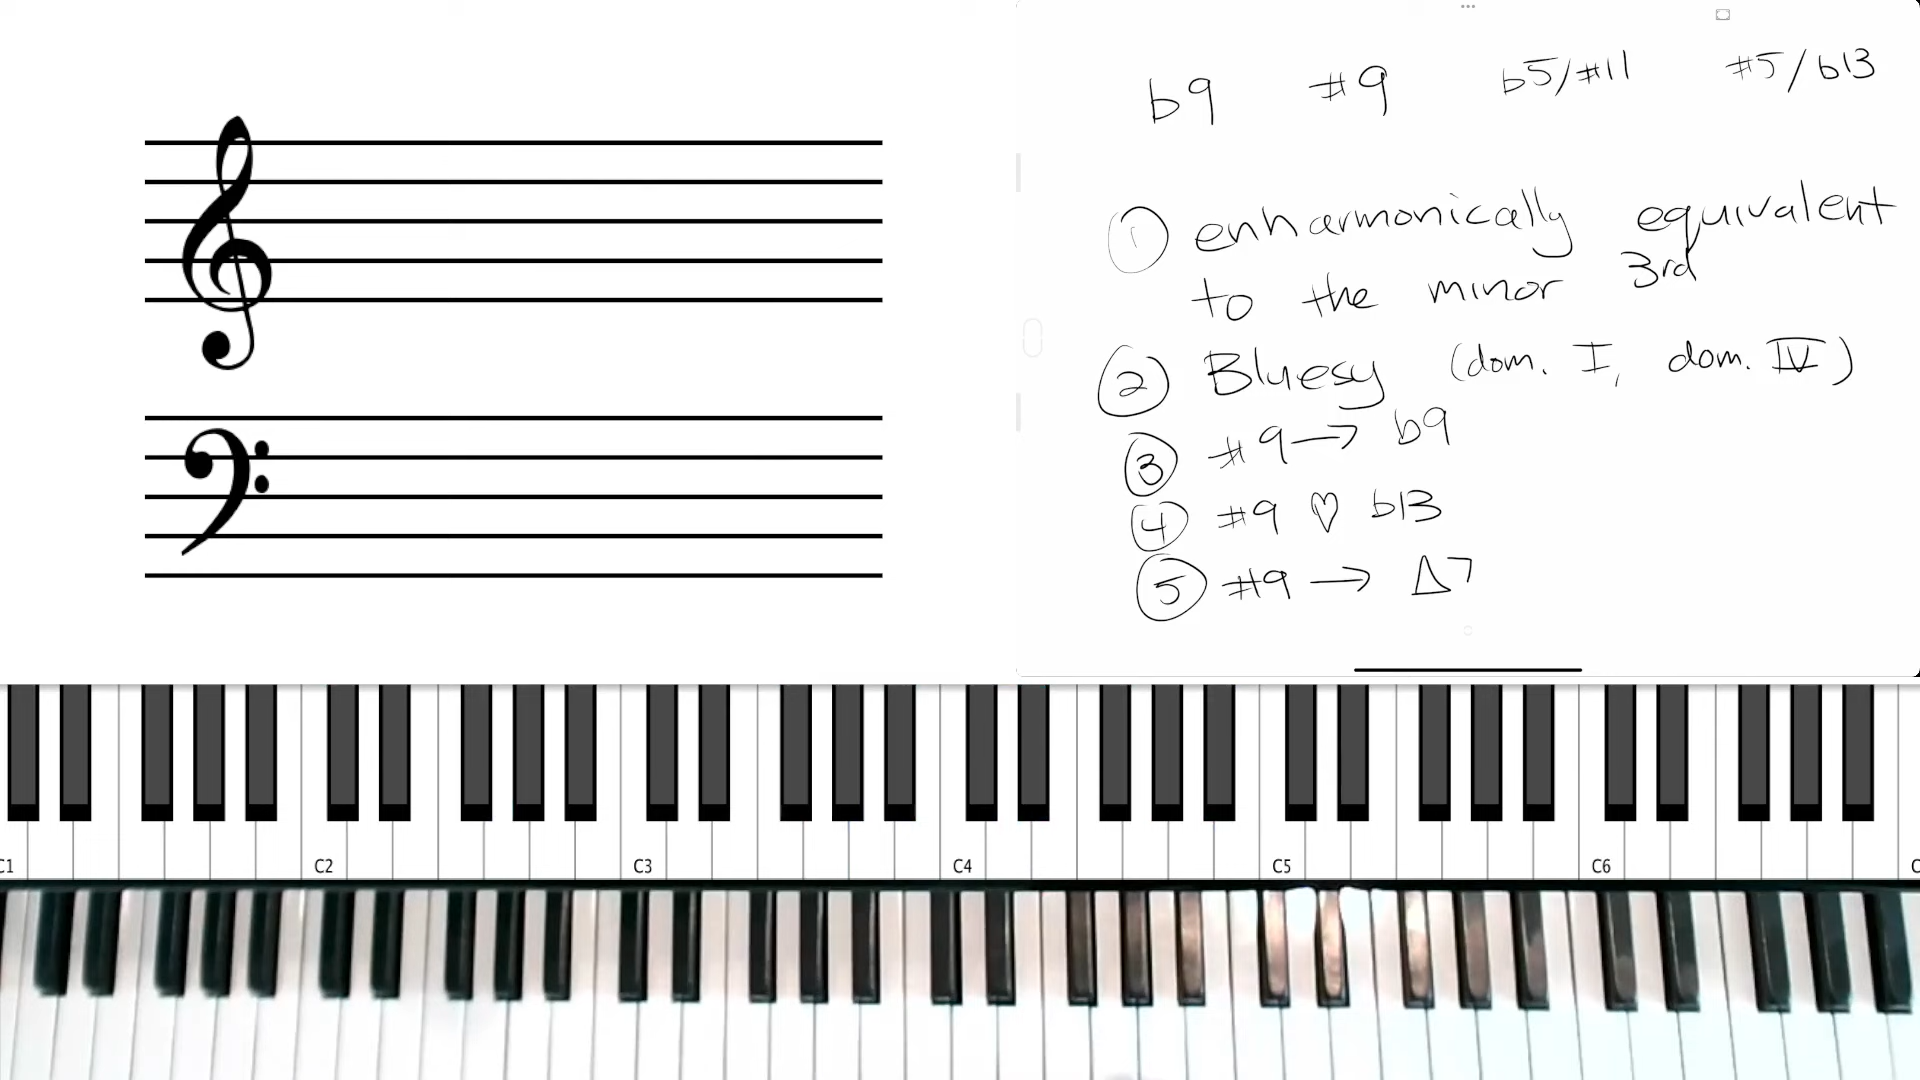 b9 #9 b5/#11 #5/b13
① enharmonically equivalent
to the minor 3rd
② Bluesy (dom. I, dom. IV)
③ #9 → b9
④ #9 ♡ b13
⑤ #9 → Δ7
C1 C2 C3 C4 C5 C6 C